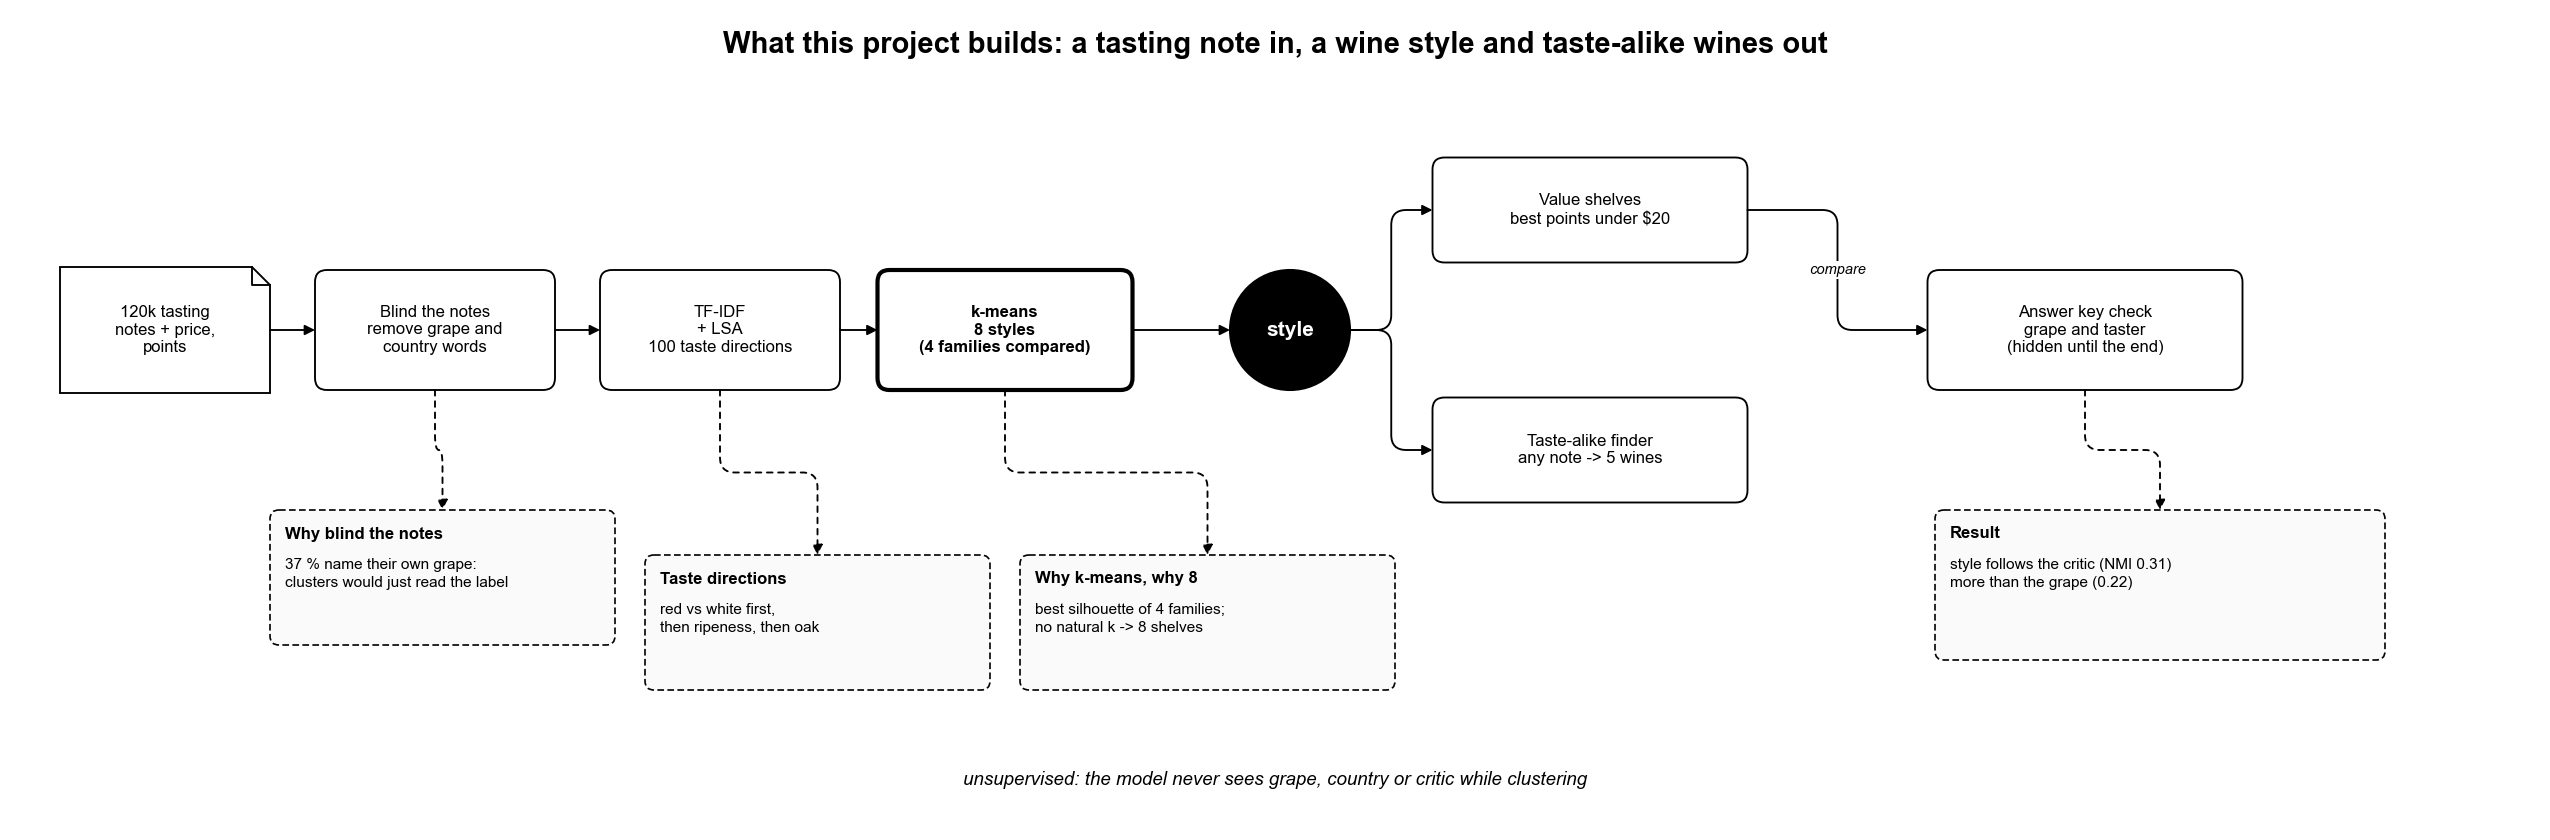 What this project builds: a tasting note in, a wine style and taste-alike wines out
120k tasting
notes + price,
points
Blind the notes
remove grape and
country words
TF-IDF
+ LSA
100 taste directions
k-means
8 styles
(4 families compared)
style
Value shelves
best points under $20
Taste-alike finder
any note -> 5 wines
compare
Answer key check
grape and taster
(hidden until the end)
Why blind the notes
37 % name their own grape:
clusters would just read the label
Taste directions
red vs white first,
then ripeness, then oak
Why k-means, why 8
best silhouette of 4 families;
no natural k -> 8 shelves
Result
style follows the critic (NMI 0.31)
more than the grape (0.22)
unsupervised: the model never sees grape, country or critic while clustering